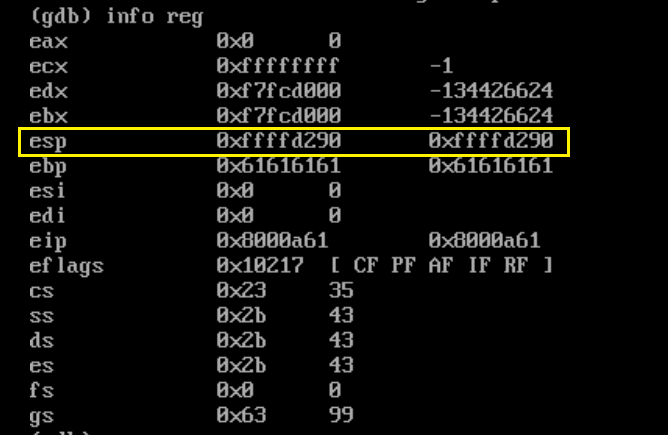 (gdb) info reg
eax 0x0 0
ecx 0xffffffff -1
edx 0xf7fcd000 -134426624
ebx 0xf7fcd000 -134426624
esp 0xffffd290 0xffffd290
ebp 0x61616161 0x61616161
esi 0x0 0
edi 0x0 0
eip 0x8000a61 0x8000a61
eflags 0x10217 [ CF PF AF IF RF ]
cs 0x23 35
ss 0x2b 43
ds 0x2b 43
es 0x2b 43
fs 0x0 0
gs 0x63 99